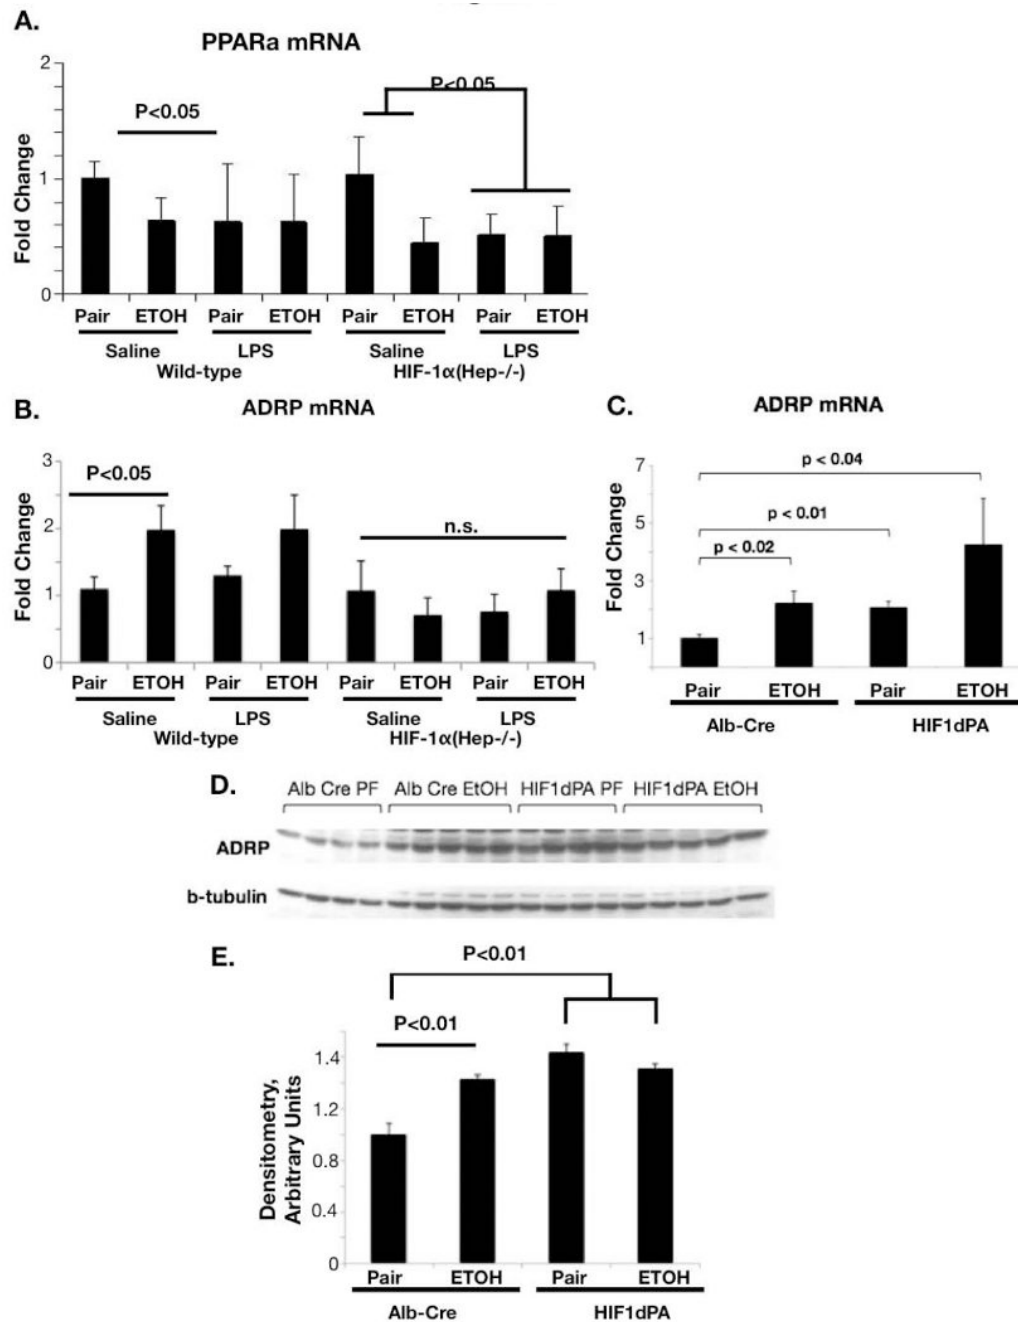 A.
PPARa mRNA
2
P<0.05
P<0.05
1
Fold Change
0
Pair ETOH Pair ETOH Pair ETOH Pair ETOH
Saline LPS Saline LPS
Wild-type HIF-1α(Hep-/-)
B.
ADRP mRNA
3
P<0.05
2
n.s.
Fold Change
1
0
Pair ETOH Pair ETOH Pair ETOH Pair ETOH
Saline LPS Saline LPS
Wild-type HIF-1α(Hep-/-)
C.
ADRP mRNA
7
p < 0.04
5
p < 0.01
p < 0.02
Fold Change
3
1
Pair ETOH Pair ETOH
Alb-Cre HIF1dPA
D.
Alb Cre PF Alb Cre EtOH HIF1dPA PF HIF1dPA EtOH
ADRP
b-tubulin
E.
P<0.01
P<0.01
1.4
1.2
Densitometry,
Arbitrary Units
0.8
0.4
0
Pair ETOH Pair ETOH
Alb-Cre HIF1dPA